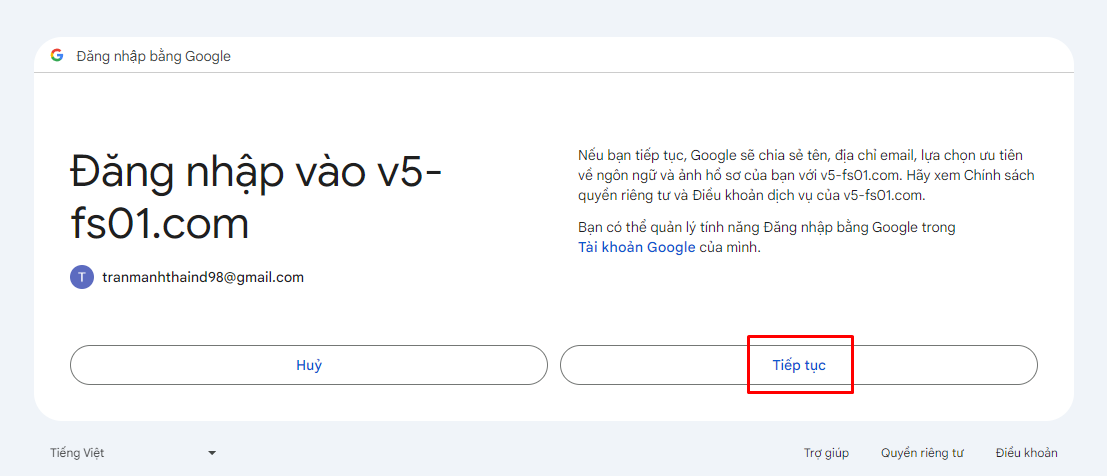 Đăng nhập bằng Google
Đăng nhập vào v5-
fs01.com
T tranmanhthaind98@gmail.com
Nếu bạn tiếp tục, Google sẽ chia sẻ tên, địa chỉ email, lựa chọn ưu tiên
về ngôn ngữ và ảnh hồ sơ của bạn với v5-fs01.com. Hãy xem Chính sách
quyền riêng tư và Điều khoản dịch vụ của v5-fs01.com.
Bạn có thể quản lý tính năng Đăng nhập bằng Google trong
Tài khoản Google của mình.
Huỷ
Tiếp tục
Tiếng Việt
Trợ giúp
Quyền riêng tư
Điều khoản